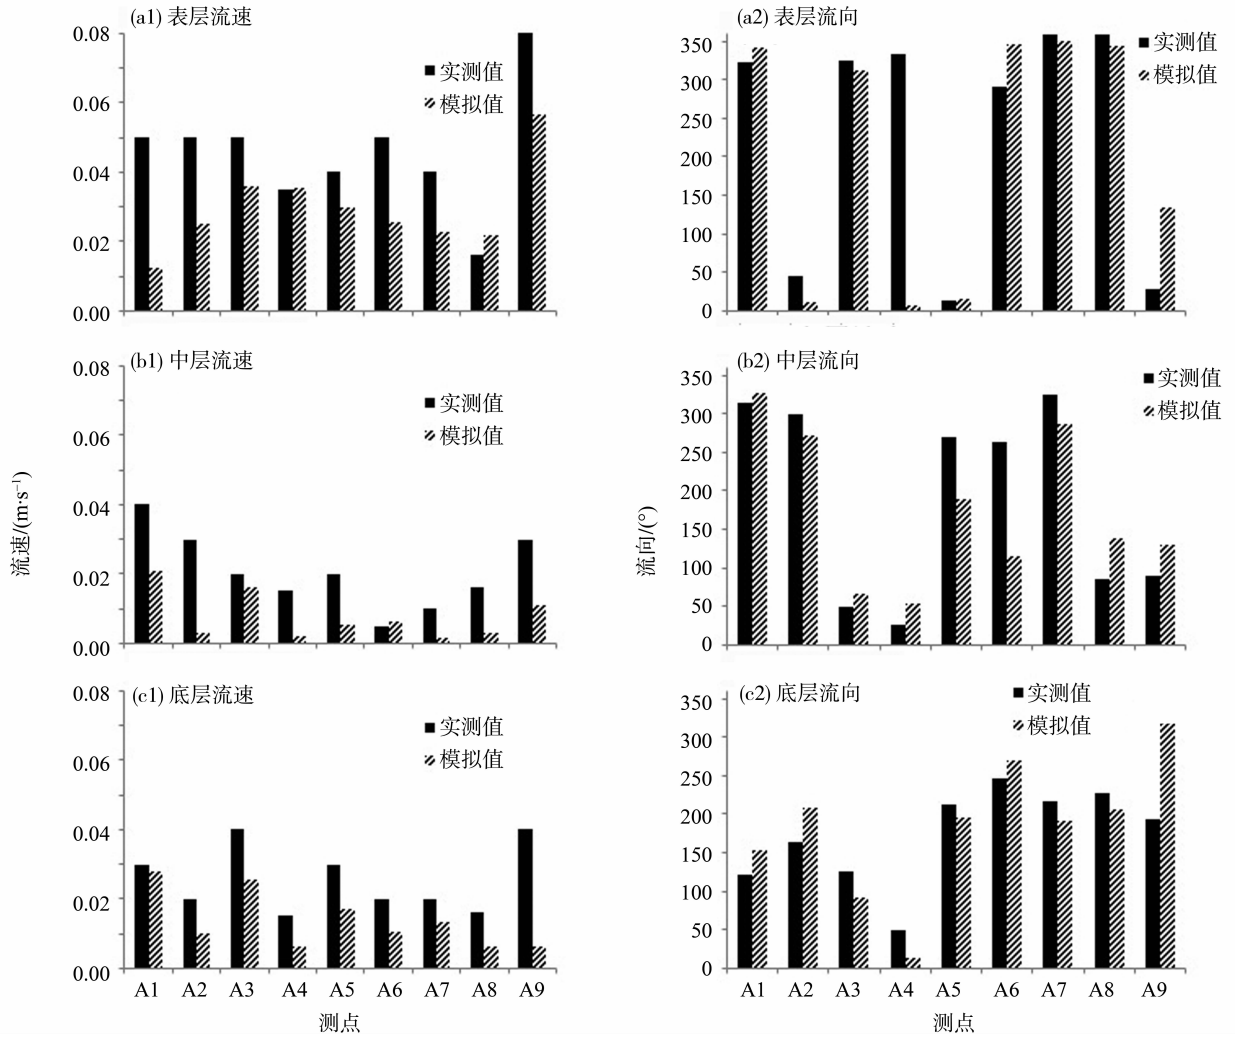 (a1) 表层流速
0.08
0.06
0.04
0.02
0.00
实测值
模拟值
(a2) 表层流向
350
300
250
200
150
100
50
0
实测值
模拟值
(b1) 中层流速
0.08
0.06
0.04
0.02
0.00
实测值
模拟值
(b2) 中层流向
350
300
250
200
150
100
50
0
实测值
模拟值
流速/(m·s⁻¹)
流向/(°)
(c1) 底层流速
0.08
0.06
0.04
0.02
0.00
实测值
模拟值
A1 A2 A3 A4 A5 A6 A7 A8 A9
测点
(c2) 底层流向
350
300
250
200
150
100
50
0
实测值
模拟值
A1 A2 A3 A4 A5 A6 A7 A8 A9
测点